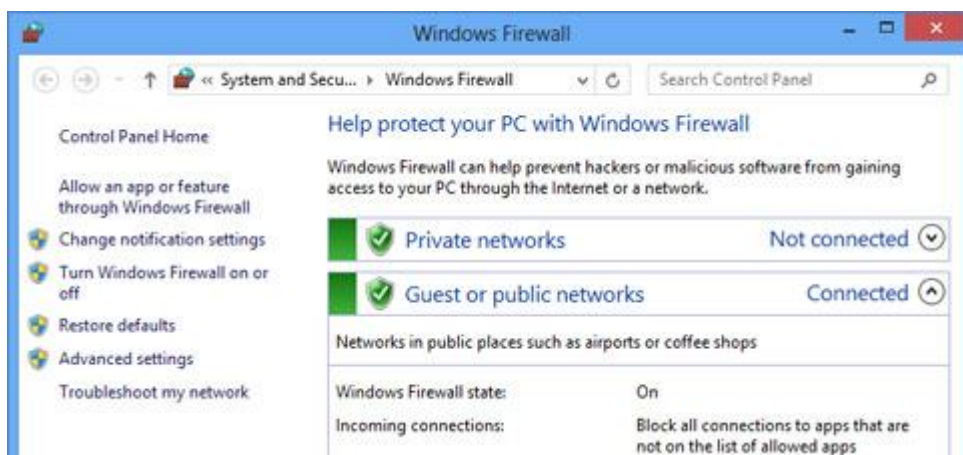 Windows Firewall
« System and Secu... ▸ Windows Firewall
Search Control Panel
Control Panel Home
Allow an app or feature
through Windows Firewall
Change notification settings
Turn Windows Firewall on or
off
Restore defaults
Advanced settings
Troubleshoot my network
Help protect your PC with Windows Firewall
Windows Firewall can help prevent hackers or malicious software from gaining
access to your PC through the Internet or a network.
Private networks Not connected
Guest or public networks Connected
Networks in public places such as airports or coffee shops
Windows Firewall state: On
Incoming connections: Block all connections to apps that are
not on the list of allowed apps